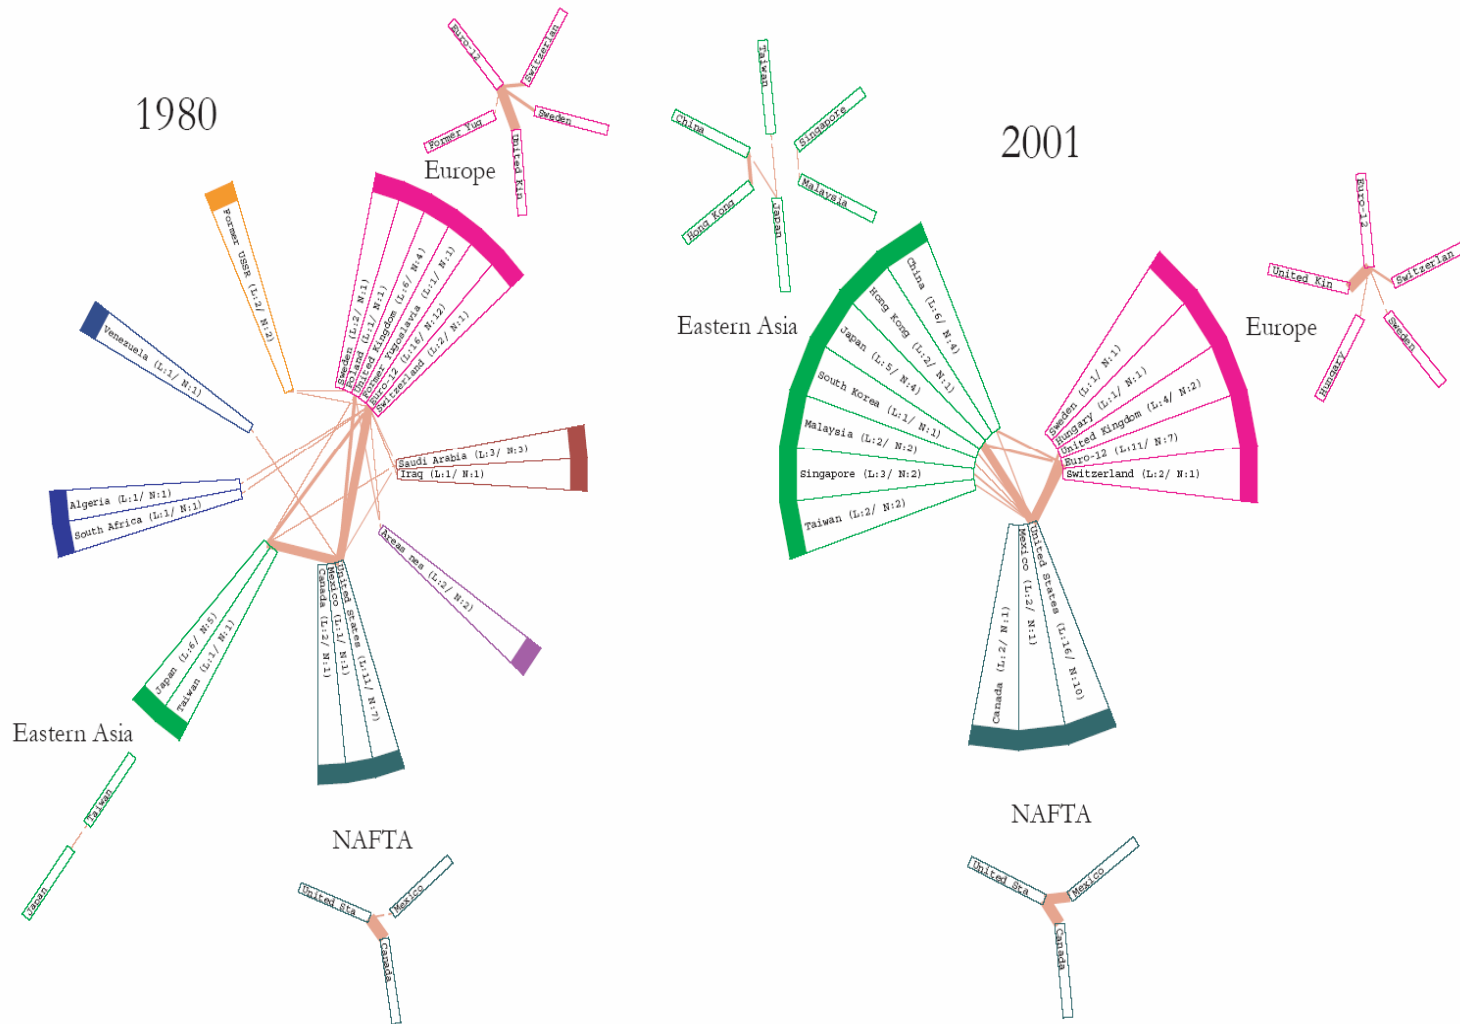 1980
Euro-12
Switzerlan
Sweden
Former Yug
United Kin
Europe
Former USSR (L:2/ N:2)
Sweden (L:2/ N:1)
Poland (L:1/ N:1)
United Kingdom (L:6/ N:4)
Former Yugoslavia (L:1/ N:1)
Euro-12 (L:16/ N:12)
Switzerland (L:2/ N:1)
Venezuela (L:1/ N:1)
Saudi Arabia (L:3/ N:3)
Iraq (L:1/ N:1)
Algeria (L:1/ N:1)
South Africa (L:1/ N:1)
Areas nes (L:2/ N:2)
Japan (L:6/ N:5)
Taiwan (L:1/ N:1)
United States (L:11/ N:7)
Mexico (L:1/ N:1)
Canada (L:2/ N:1)
Eastern Asia
Taiwan
Japan
NAFTA
United Sta
Mexico
Canada
2001
Taiwan
China
Singapore
Malaysia
Hong Kong
Japan
Eastern Asia
China (L:6/ N:4)
Hong Kong (L:2/ N:1)
Japan (L:5/ N:4)
South Korea (L:1/ N:1)
Malaysia (L:2/ N:2)
Singapore (L:3/ N:2)
Taiwan (L:2/ N:2)
Sweden (L:1/ N:1)
Hungary (L:1/ N:1)
United Kingdom (L:4/ N:2)
Euro-12 (L:11/ N:7)
Switzerland (L:2/ N:1)
Europe
Euro-12
United Kin
Switzerlan
Sweden
Hungary
United States (L:16/ N:10)
Mexico (L:2/ N:1)
Canada (L:2/ N:1)
NAFTA
United Sta
Mexico
Canada